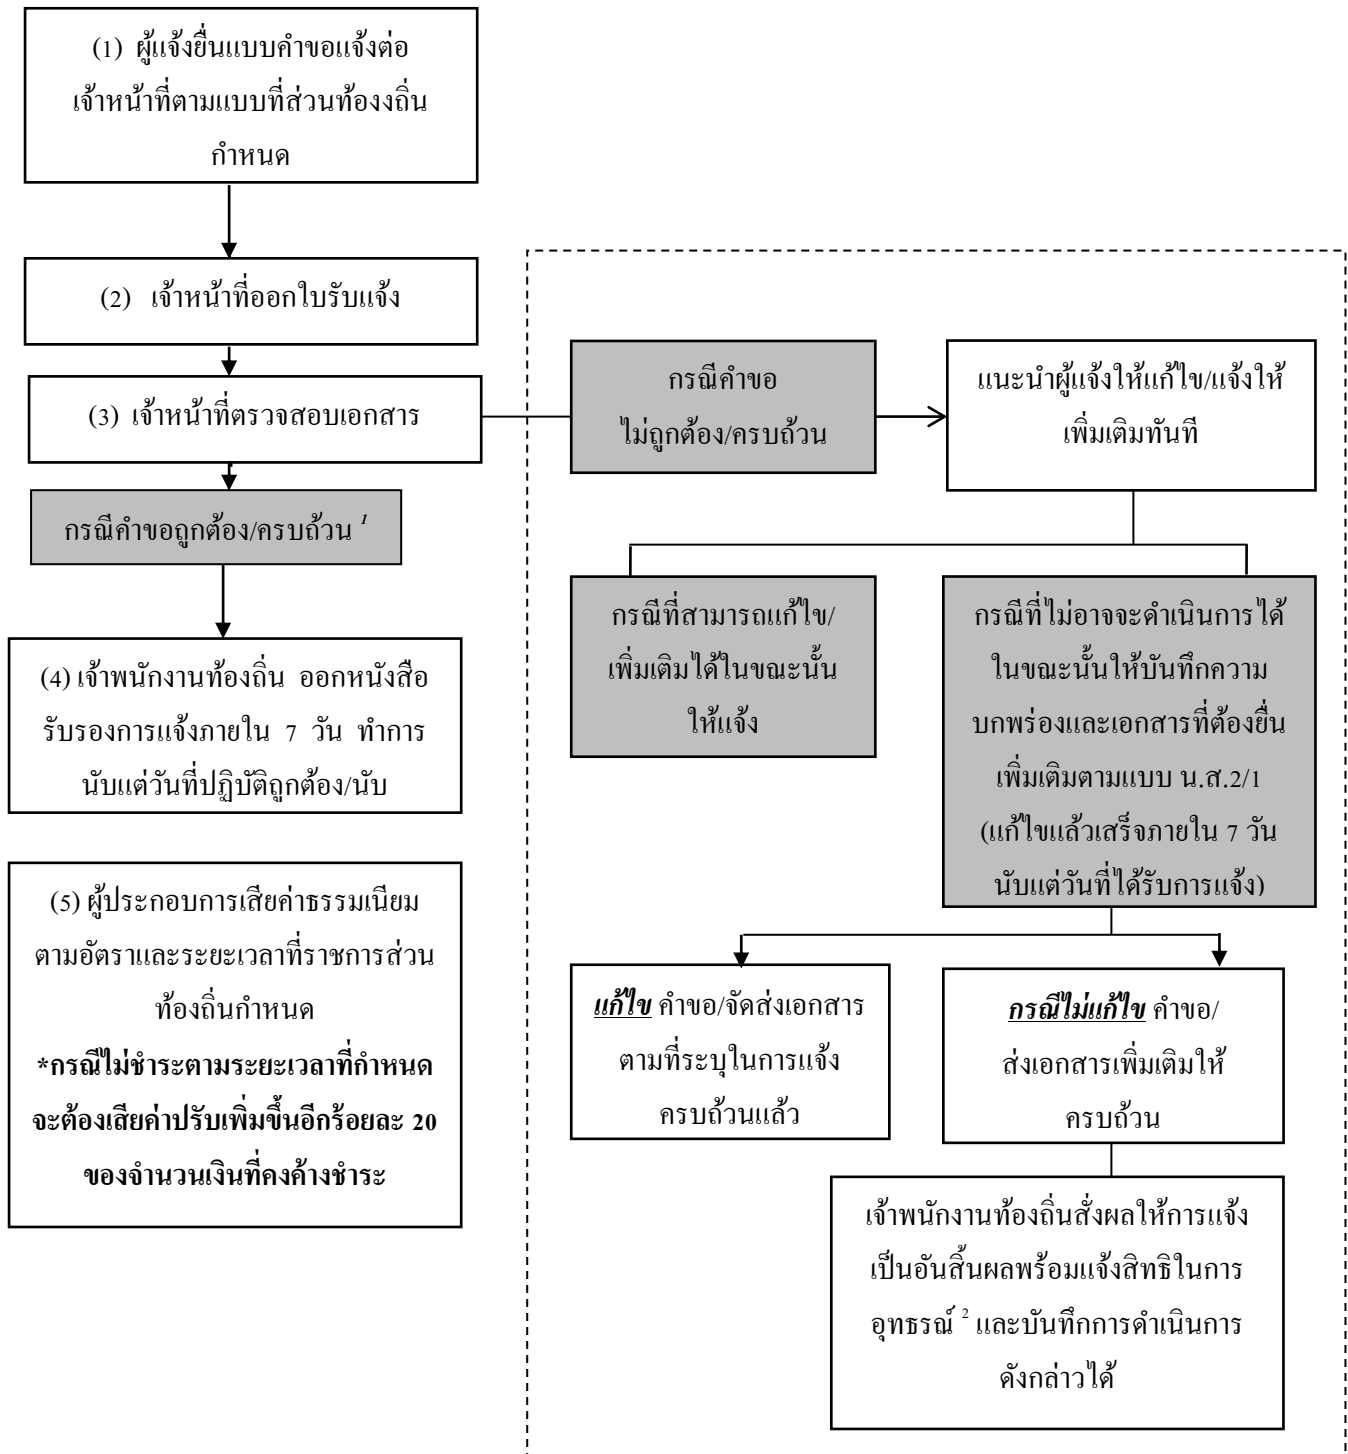 (1) ผู้แจ้งยื่นแบบคำขอแจ้งต่อ
เจ้าหน้าที่ตามแบบที่ส่วนท้องงถิ่น
กำหนด
(2) เจ้าหน้าที่ออกใบรับแจ้ง
(3) เจ้าหน้าที่ตรวจสอบเอกสาร
กรณีคำขอถูกต้อง/ครบถ้วน 1
(4) เจ้าพนักงานท้องถิ่น ออกหนังสือ
รับรองการแจ้งภายใน 7 วัน ทำการ
นับแต่วันที่ปฏิบัติถูกต้อง/นับ
(5) ผู้ประกอบการเสียค่าธรรมเนียม
ตามอัตราและระยะเวลาที่ราชการส่วน
ท้องถิ่นกำหนด
*กรณีไม่ชำระตามระยะเวลาที่กำหนด
จะต้องเสียค่าปรับเพิ่มขึ้นอีกร้อยละ 20
ของจำนวนเงินที่คงค้างชำระ
กรณีคำขอ
ไม่ถูกต้อง/ครบถ้วน
แนะนำผู้แจ้งให้แก้ไข/แจ้งให้
เพิ่มเติมทันที
กรณีที่สามารถแก้ไข/
เพิ่มเติมได้ในขณะนั้น
ให้แจ้ง
กรณีที่ไม่อาจจะดำเนินการได้
ในขณะนั้นให้บันทึกความ
บกพร่องและเอกสารที่ต้องยื่น
เพิ่มเติมตามแบบ น.ส.2/1
(แก้ไขแล้วเสร็จภายใน 7 วัน
นับแต่วันที่ได้รับการแจ้ง)
แก้ไข คำขอ/จัดส่งเอกสาร
ตามที่ระบุในการแจ้ง
ครบถ้วนแล้ว
กรณีไม่แก้ไข คำขอ/
ส่งเอกสารเพิ่มเติมให้
ครบถ้วน
เจ้าพนักงานท้องถิ่นสั่งผลให้การแจ้ง
เป็นอันสิ้นผลพร้อมแจ้งสิทธิในการ
อุทธรณ์ 2 และบันทึกการดำเนินการ
ดังกล่าวได้